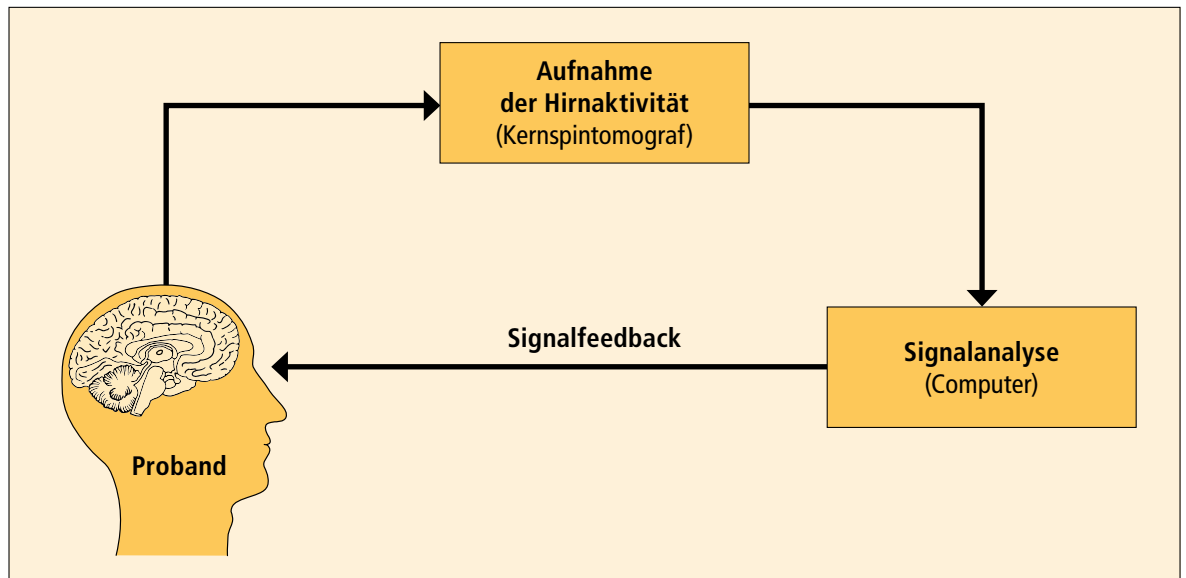 Aufnahme
der Hirnaktivität
(Kernspintomograf)
Signalfeedback
Signalanalyse
(Computer)
Proband